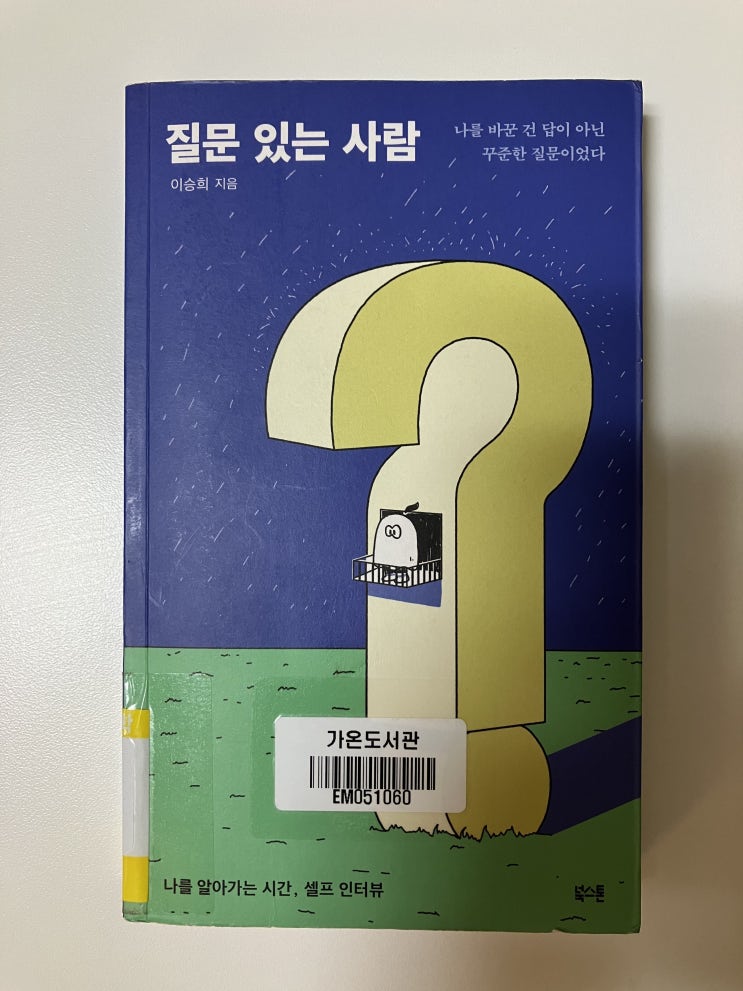 질문 있는 사람
나를 바꾼 건 답이 아닌
꾸준한 질문이었다
이승희 지음
가온도서관
EM051060
나를 알아가는 시간, 셀프 인터뷰
북스톤